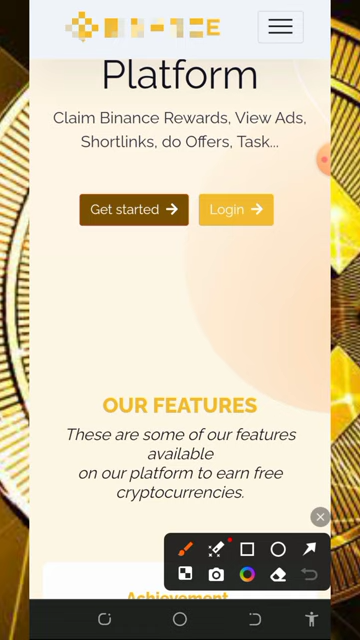 Platform
Claim Binance Rewards, View Ads,
Shortlinks, do Offers, Task...
Get started
Login
OUR FEATURES
These are some of our features
available
on our platform to earn free
cryptocurrencies.
Achievement